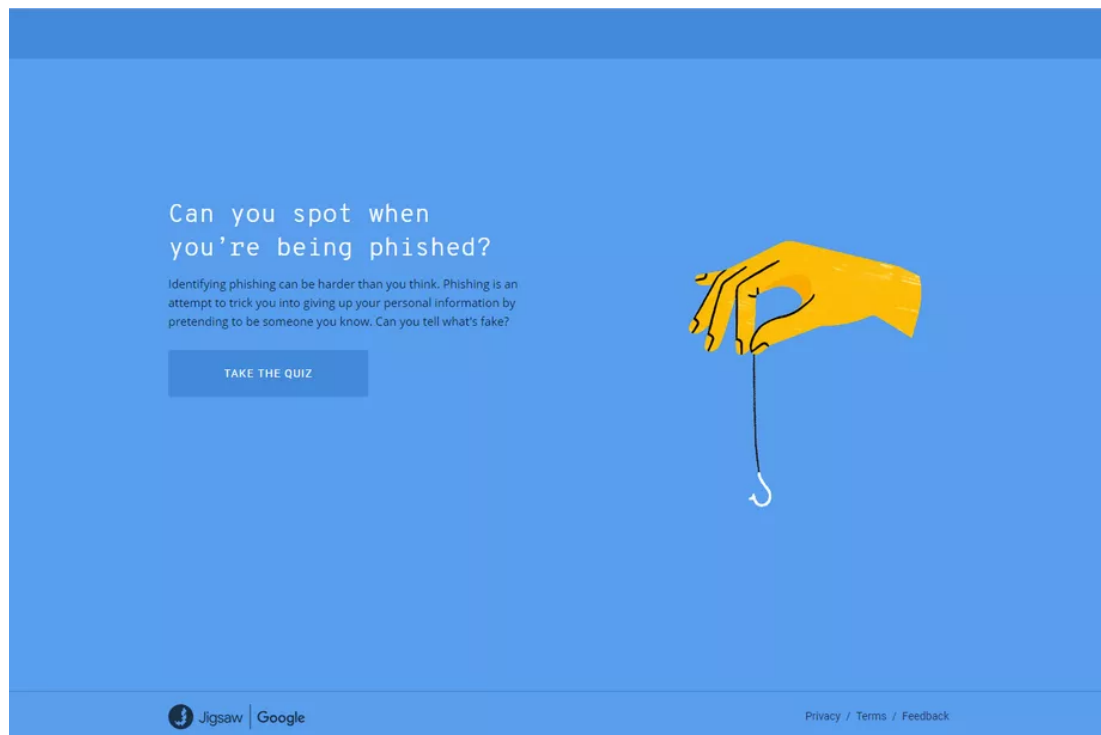 Can you spot when
you’re being phished?
Identifying phishing can be harder than you think. Phishing is an
attempt to trick you into giving up your personal information by
pretending to be someone you know. Can you tell what's fake?
TAKE THE QUIZ
Jigsaw | Google
Privacy / Terms / Feedback